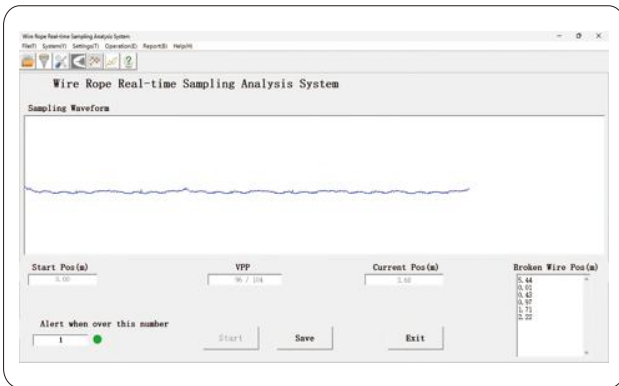 Wire Rope Real-time Sampling Analysis System
File(F) System(Y) Settings(T) Operation(E) Report(B) Help(H)
Wire Rope Real-time Sampling Analysis System
Sampling Waveform
Start Pos(m) VPP Current Pos(m) Broken Wire Pos(m)
0.00 96 / 104 3.60
5.44
0.01
0.43
0.97
1.71
2.22
Alert when over this number
1 Start Save Exit